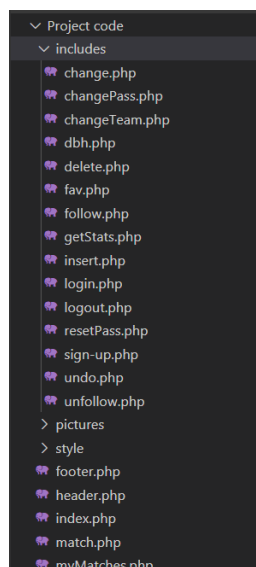 Project code
includes
change.php
changePass.php
changeTeam.php
dbh.php
delete.php
fav.php
follow.php
getStats.php
insert.php
login.php
logout.php
resetPass.php
sign-up.php
undo.php
unfollow.php
pictures
style
footer.php
header.php
index.php
match.php
myMatches.php